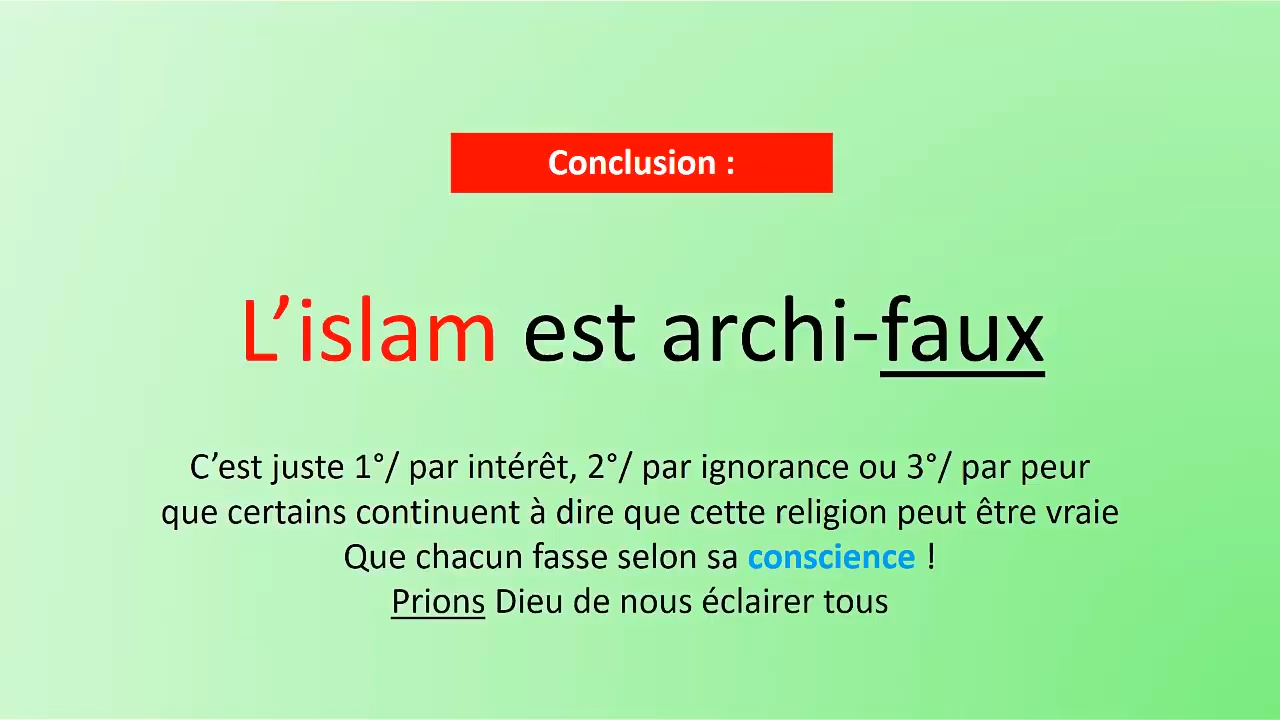 Conclusion :
L’islam est archi-faux
C’est juste 1°/ par intérêt, 2°/ par ignorance ou 3°/ par peur
que certains continuent à dire que cette religion peut être vraie
Que chacun fasse selon sa conscience !
Prions Dieu de nous éclairer tous